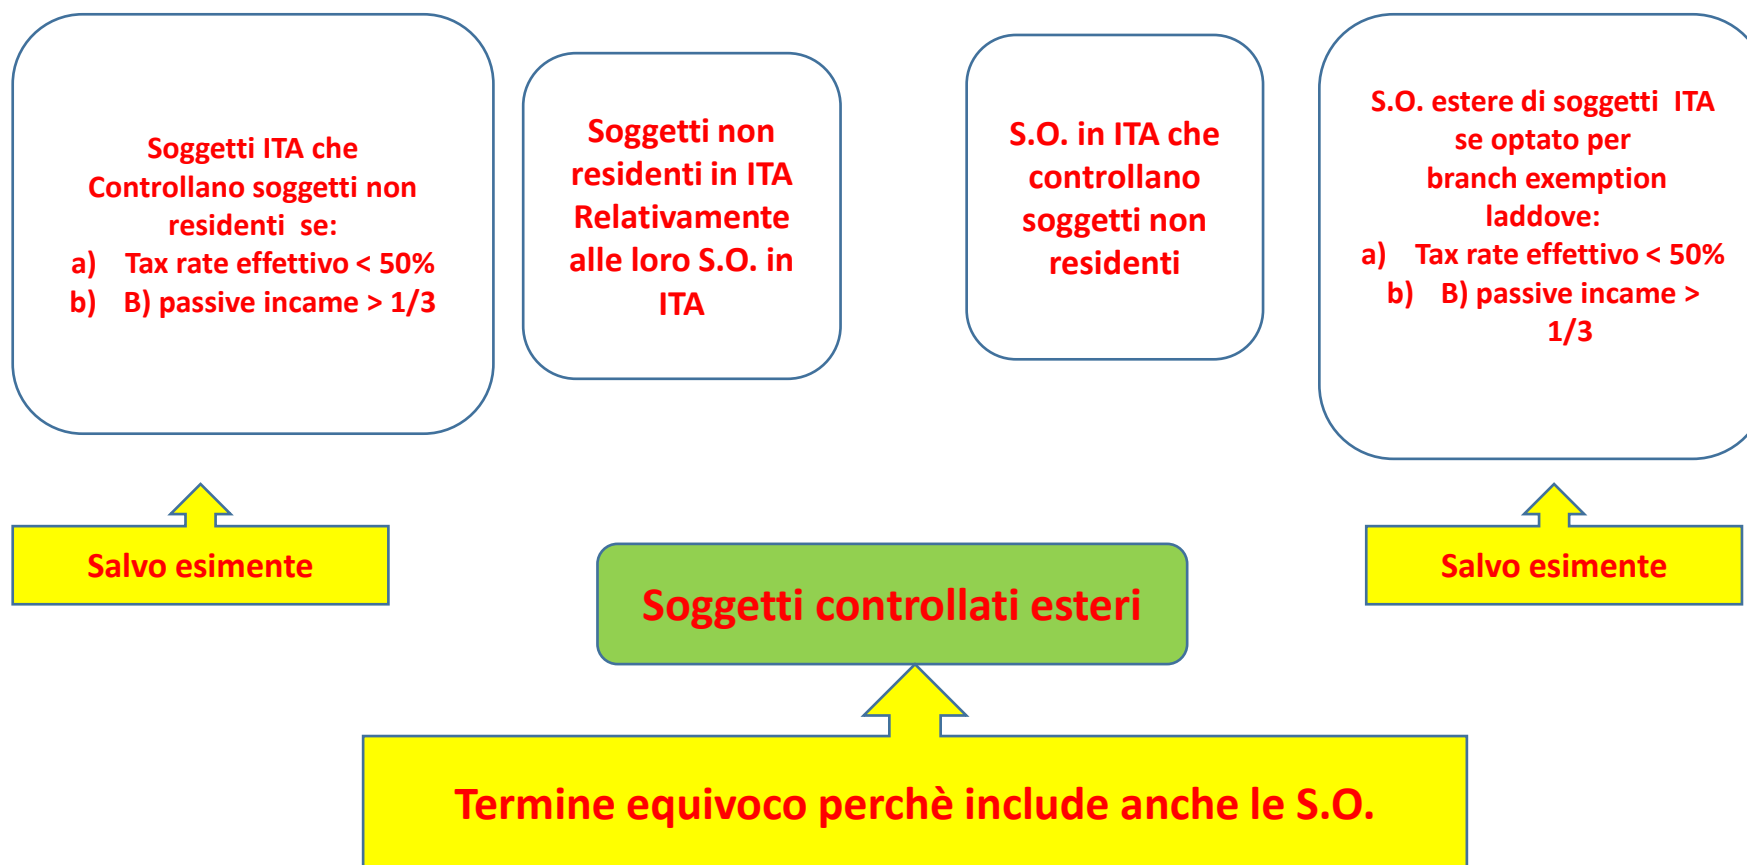 Soggetti ITA che
Controllano soggetti non
residenti se:
a) Tax rate effettivo < 50%
b) B) passive incame > 1/3
Soggetti non
residenti in ITA
Relativamente
alle loro S.O. in
ITA
S.O. in ITA che
controllano
soggetti non
residenti
S.O. estere di soggetti ITA
se optato per
branch exemption
laddove:
a) Tax rate effettivo < 50%
b) B) passive incame >
1/3
Salvo esimente
Salvo esimente
Soggetti controllati esteri
Termine equivoco perchè include anche le S.O.